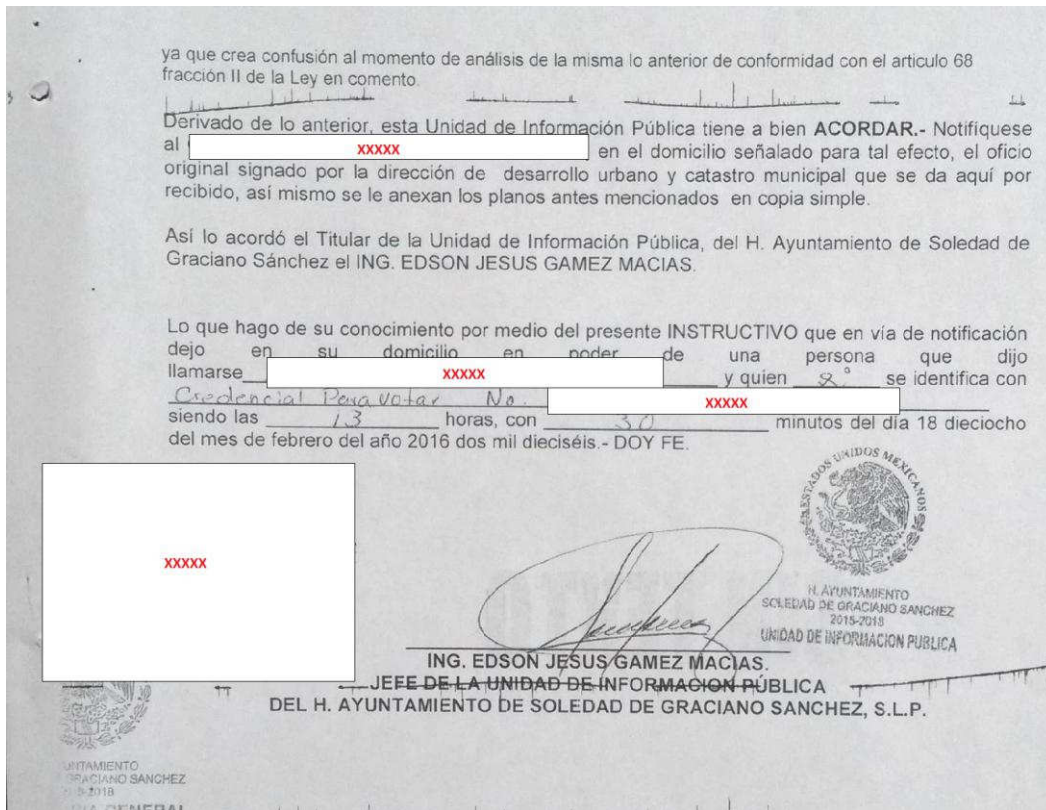 ya que crea confusión al momento de análisis de la misma lo anterior de conformidad con el articulo 68
fracción II de la Ley en comento.
Derivado de lo anterior, esta Unidad de Información Pública tiene a bien ACORDAR.- Notifíquese
al XXXXX en el domicilio señalado para tal efecto, el oficio
original signado por la dirección de desarrollo urbano y catastro municipal que se da aquí por
recibido, así mismo se le anexan los planos antes mencionados en copia simple.
Así lo acordó el Titular de la Unidad de Información Pública, del H. Ayuntamiento de Soledad de
Graciano Sánchez el ING. EDSON JESUS GAMEZ MACIAS.
Lo que hago de su conocimiento por medio del presente INSTRUCTIVO que en vía de notificación
dejo en su domicilio en poder de una persona que dijo
llamarse XXXXX y quien se identifica con
Credencial Para votar No. XXXXX
siendo las 13 horas, con 30 minutos del día 18 dieciocho
del mes de febrero del año 2016 dos mil dieciséis.- DOY FE.
XXXXX
ESTADOS UNIDOS MEXICANOS
H. AYUNTAMIENTO
SOLEDAD DE GRACIANO SANCHEZ
2015-2018
UNIDAD DE INFORMACION PUBLICA
ING. EDSON JESUS GAMEZ MACIAS.
JEFE DE LA UNIDAD DE INFORMACION PÚBLICA
DEL H. AYUNTAMIENTO DE SOLEDAD DE GRACIANO SANCHEZ, S.L.P.
GRACIANO SANCHEZ